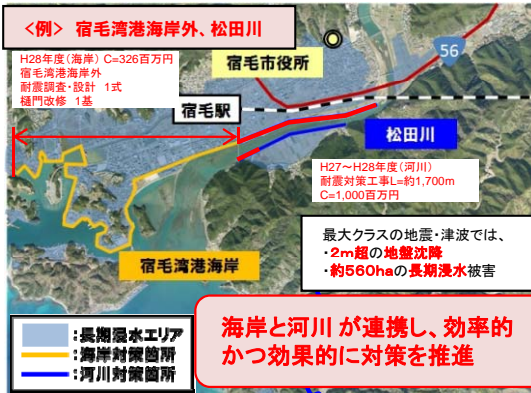 <例> 宿毛湾港海岸外、松田川
H28年度(海岸) C=326百万円
宿毛湾港海岸外
耐震調査・設計 1式
樋門改修 1基
宿毛市役所
56
宿毛駅
松田川
H27～H28年度(河川)
耐震対策工事L=約1,700m
C=1,000百万円
宿毛湾港海岸
最大クラスの地震・津波では、
・2m超の地盤沈降
・約560haの長期浸水被害
:長期浸水エリア
:海岸対策箇所
:河川対策箇所
海岸と河川 が連携し、効率的
かつ効果的に対策を推進